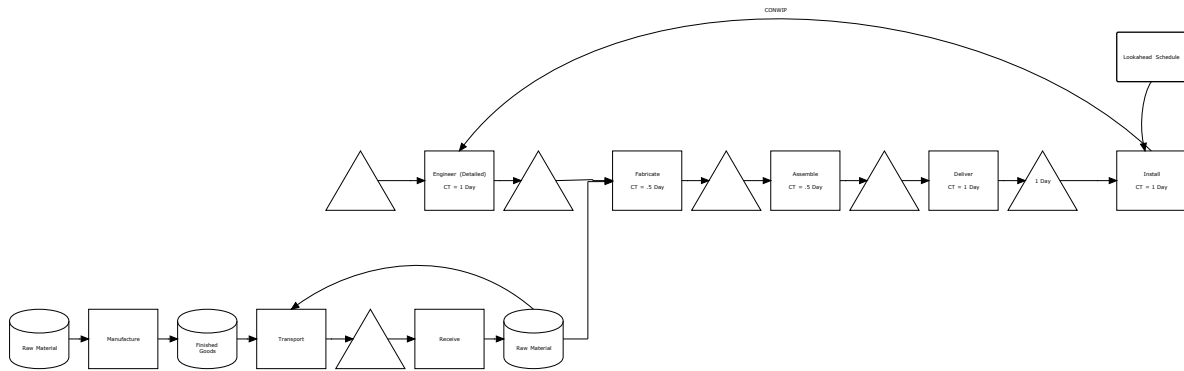 CONWIP
Lookahead Schedule
Engineer (Detailed)
CT = 1 Day
Fabricate
CT = .5 Day
Assemble
CT = .5 Day
Deliver
CT = 1 Day
1 Day
Install
CT = 1 Day
Raw Material
Manufacture
Finished
Goods
Transport
Receive
Raw Material